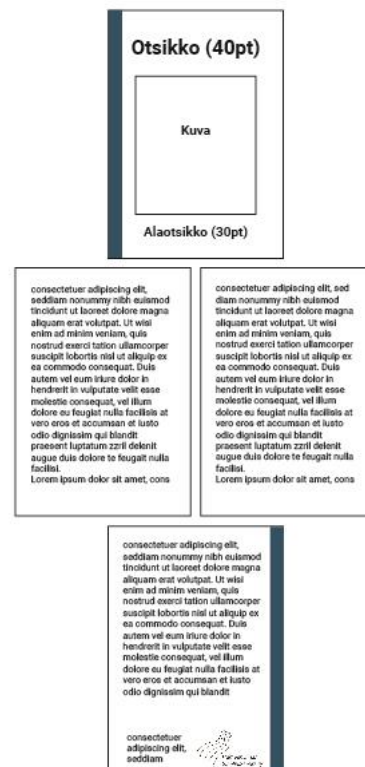 Otsikko (40pt)
Kuva
Alaotsikko (30pt)
consectetuer adipiscing elit,
seddiam nonummy nibh euismod
tincidunt ut laoreet dolore magna
aliquam erat volutpat. Ut wisi
enim ad minim veniam, quis
nostrud exerci tation ullamcorper
suscipit lobortis nisl ut aliquip ex
ea commodo consequat. Duis
autem vel eum iriure dolor in
hendrerit in vulputate velit esse
molestie consequat, vel illum
dolore eu feugiat nulla facilisis at
vero eros et accumsan et iusto
odio dignissim qui blandit
praesent luptatum zzril delenit
augue duis dolore te feugait nulla
facilisi.
Lorem ipsum dolor sit amet, cons
consectetuer adipiscing elit, sed
diam nonummy nibh euismod
tincidunt ut laoreet dolore magna
aliquam erat volutpat. Ut wisi
enim ad minim veniam, quis
nostrud exerci tation ullamcorper
suscipit lobortis nisl ut aliquip ex
ea commodo consequat. Duis
autem vel eum iriure dolor in
hendrerit in vulputate velit esse
molestie consequat, vel illum
dolore eu feugiat nulla facilisis at
vero eros et accumsan et iusto
odio dignissim qui blandit
praesent luptatum zzril delenit
augue duis dolore te feugait nulla
facilisi.
Lorem ipsum dolor sit amet, cons
consectetuer adipiscing elit,
seddiam nonummy nibh euismod
tincidunt ut laoreet dolore magna
aliquam erat volutpat. Ut wisi
enim ad minim veniam, quis
nostrud exerci tation ullamcorper
suscipit lobortis nisl ut aliquip ex
ea commodo consequat. Duis
autem vel eum iriure dolor in
hendrerit in vulputate velit esse
molestie consequat, vel illum
dolore eu feugiat nulla facilisis at
vero eros et accumsan et iusto
odio dignissim qui blandit
consectetuer
adipiscing elit,
seddiam